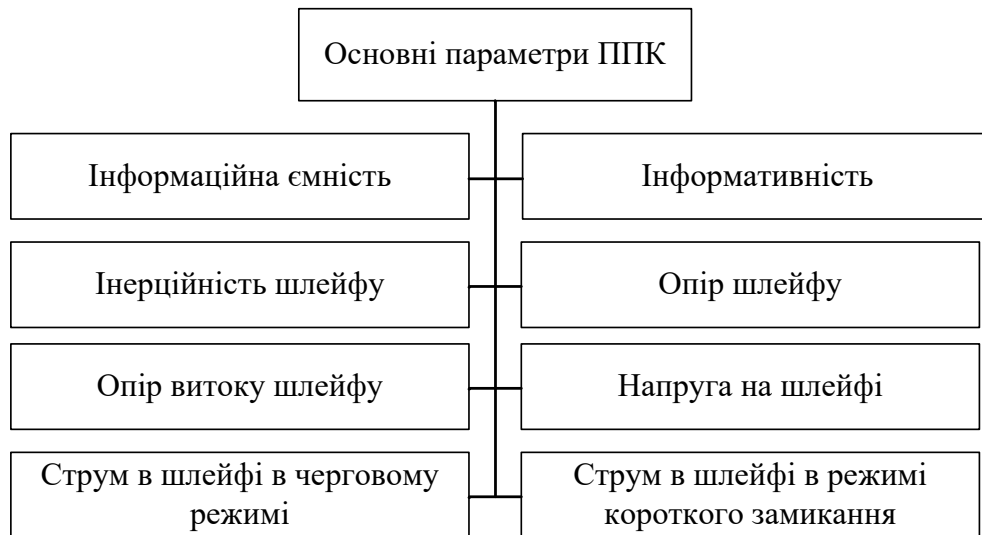 Основні параметри ППК
Інформаційна ємність
Інформативність
Інерційність шлейфу
Опір шлейфу
Опір витоку шлейфу
Напруга на шлейфі
Струм в шлейфі в черговому
режимі
Струм в шлейфі в режимі
короткого замикання